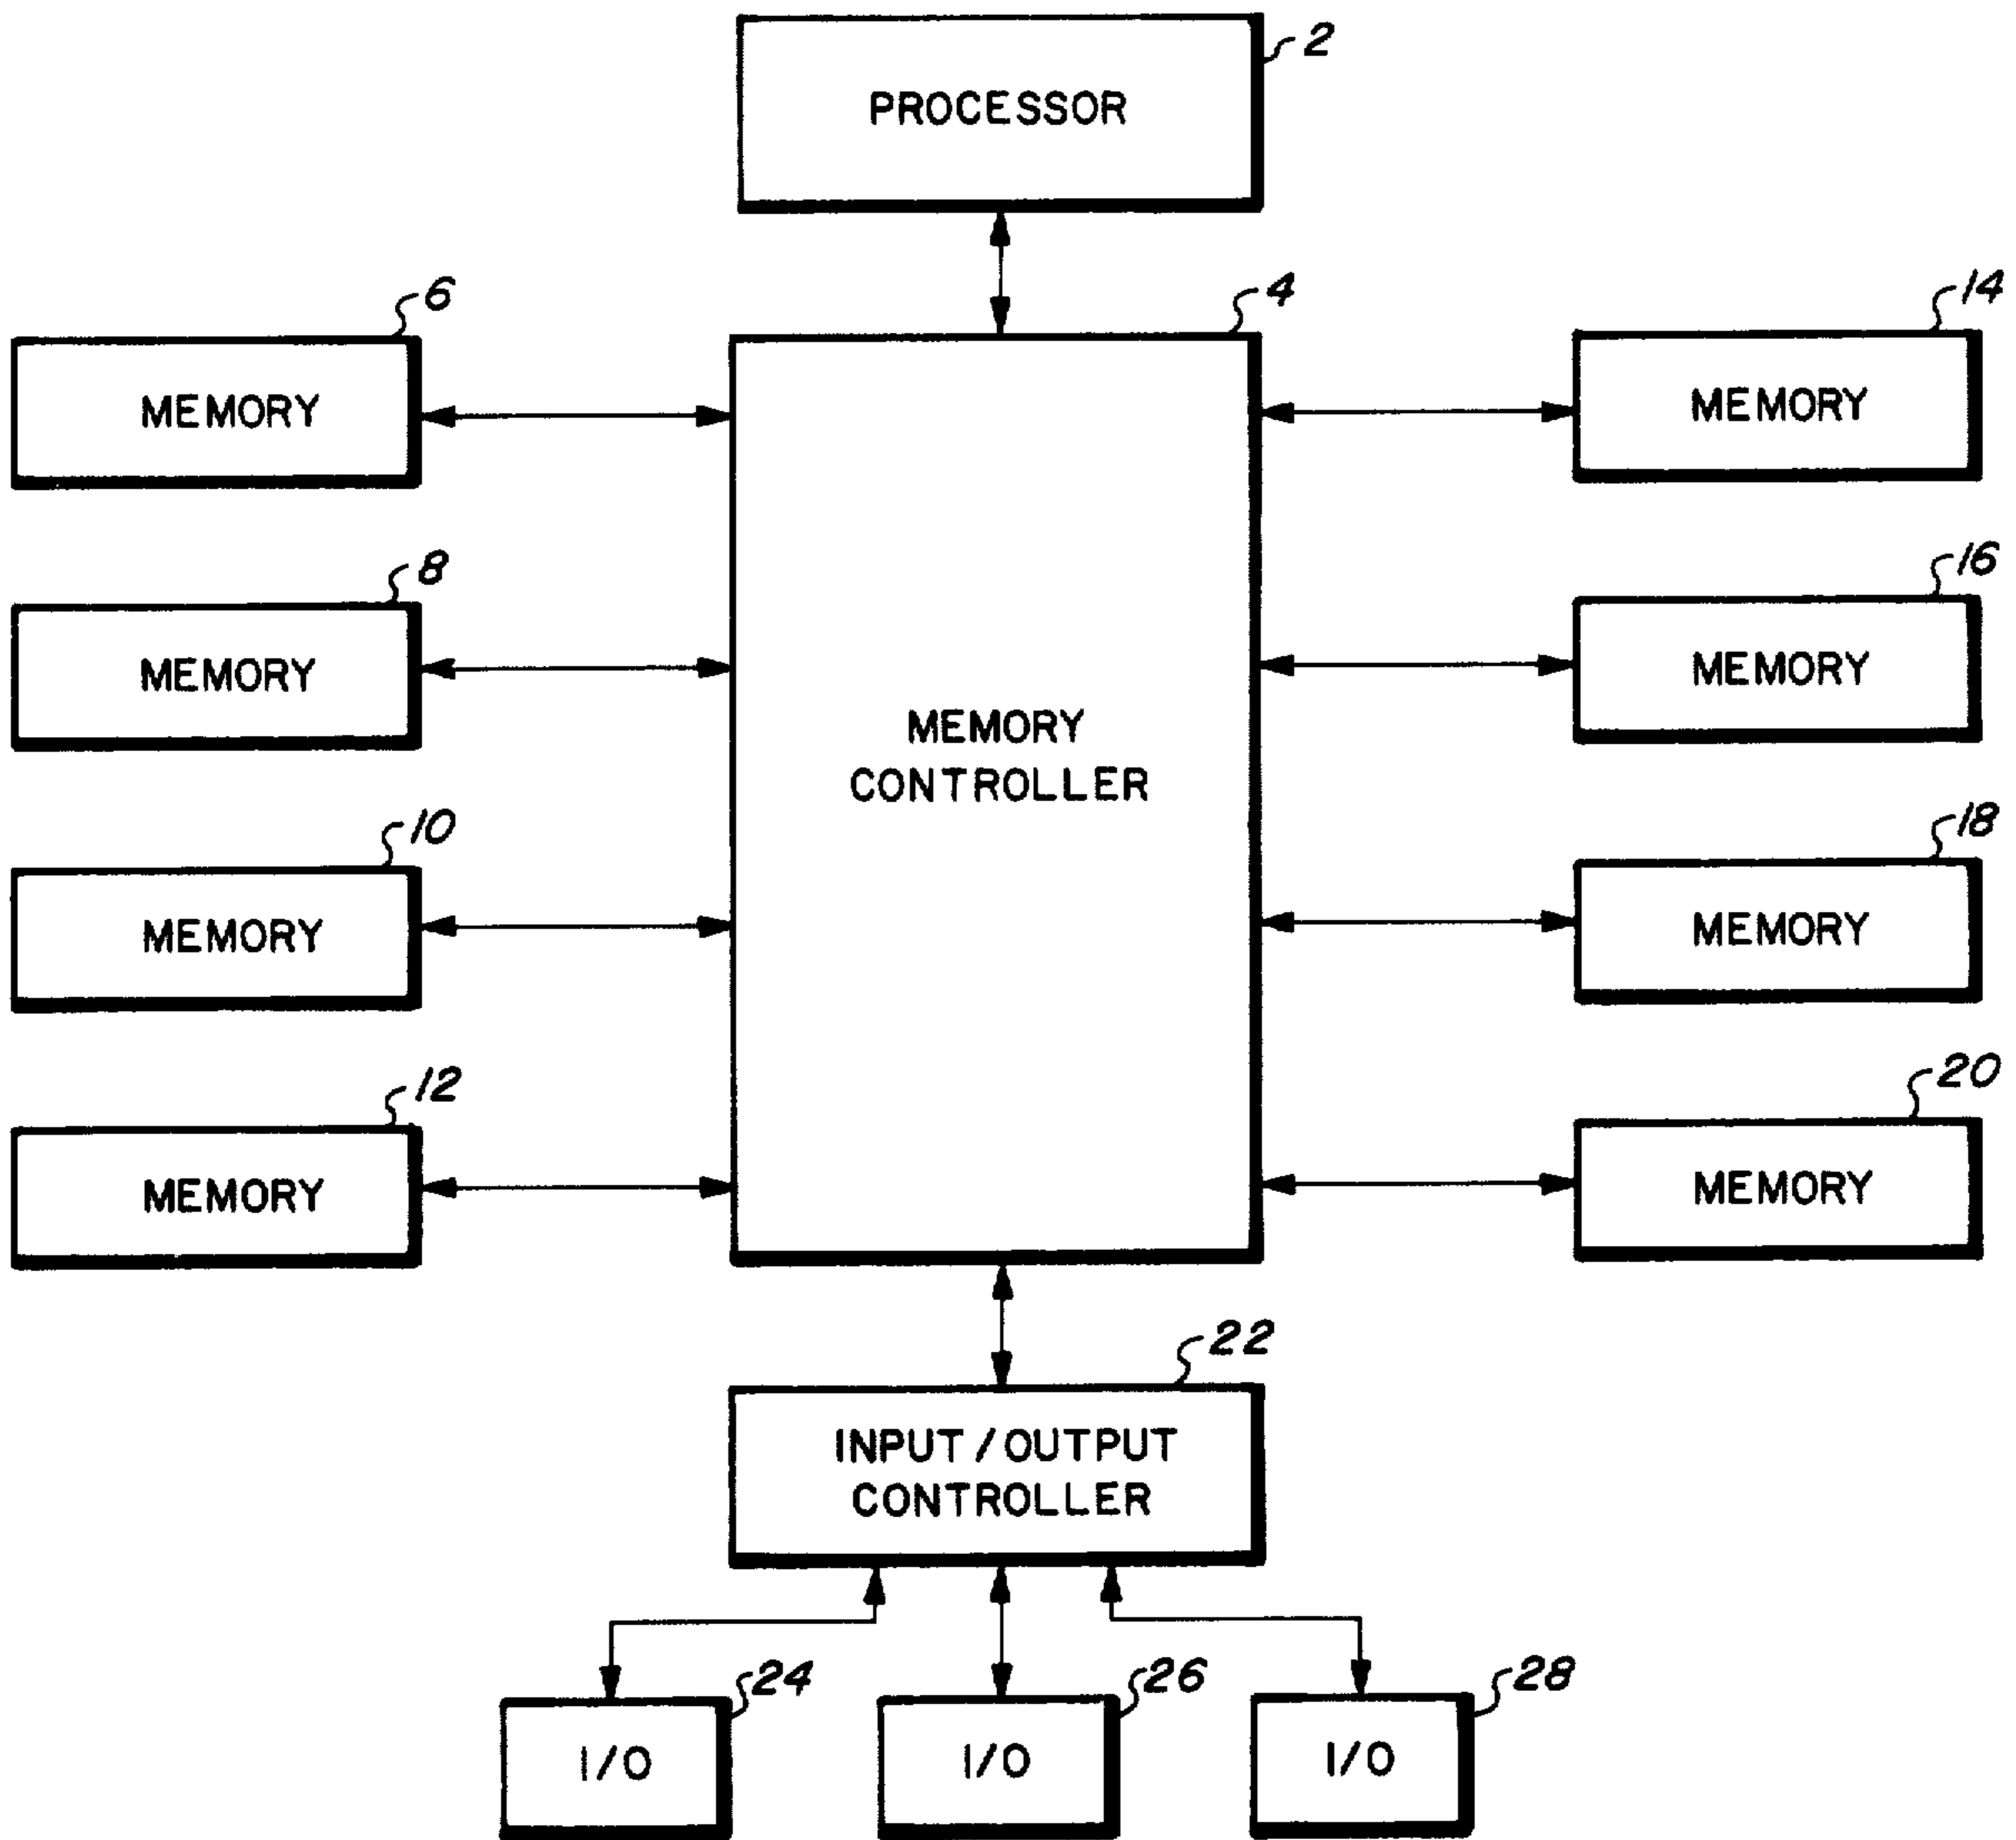 2
PROCESSOR
6
4
14
MEMORY
MEMORY
8
16
MEMORY
MEMORY
MEMORY
CONTROLLER
10
18
MEMORY
MEMORY
12
20
MEMORY
MEMORY
22
INPUT/OUTPUT
CONTROLLER
24
26
28
I/O
I/O
I/O